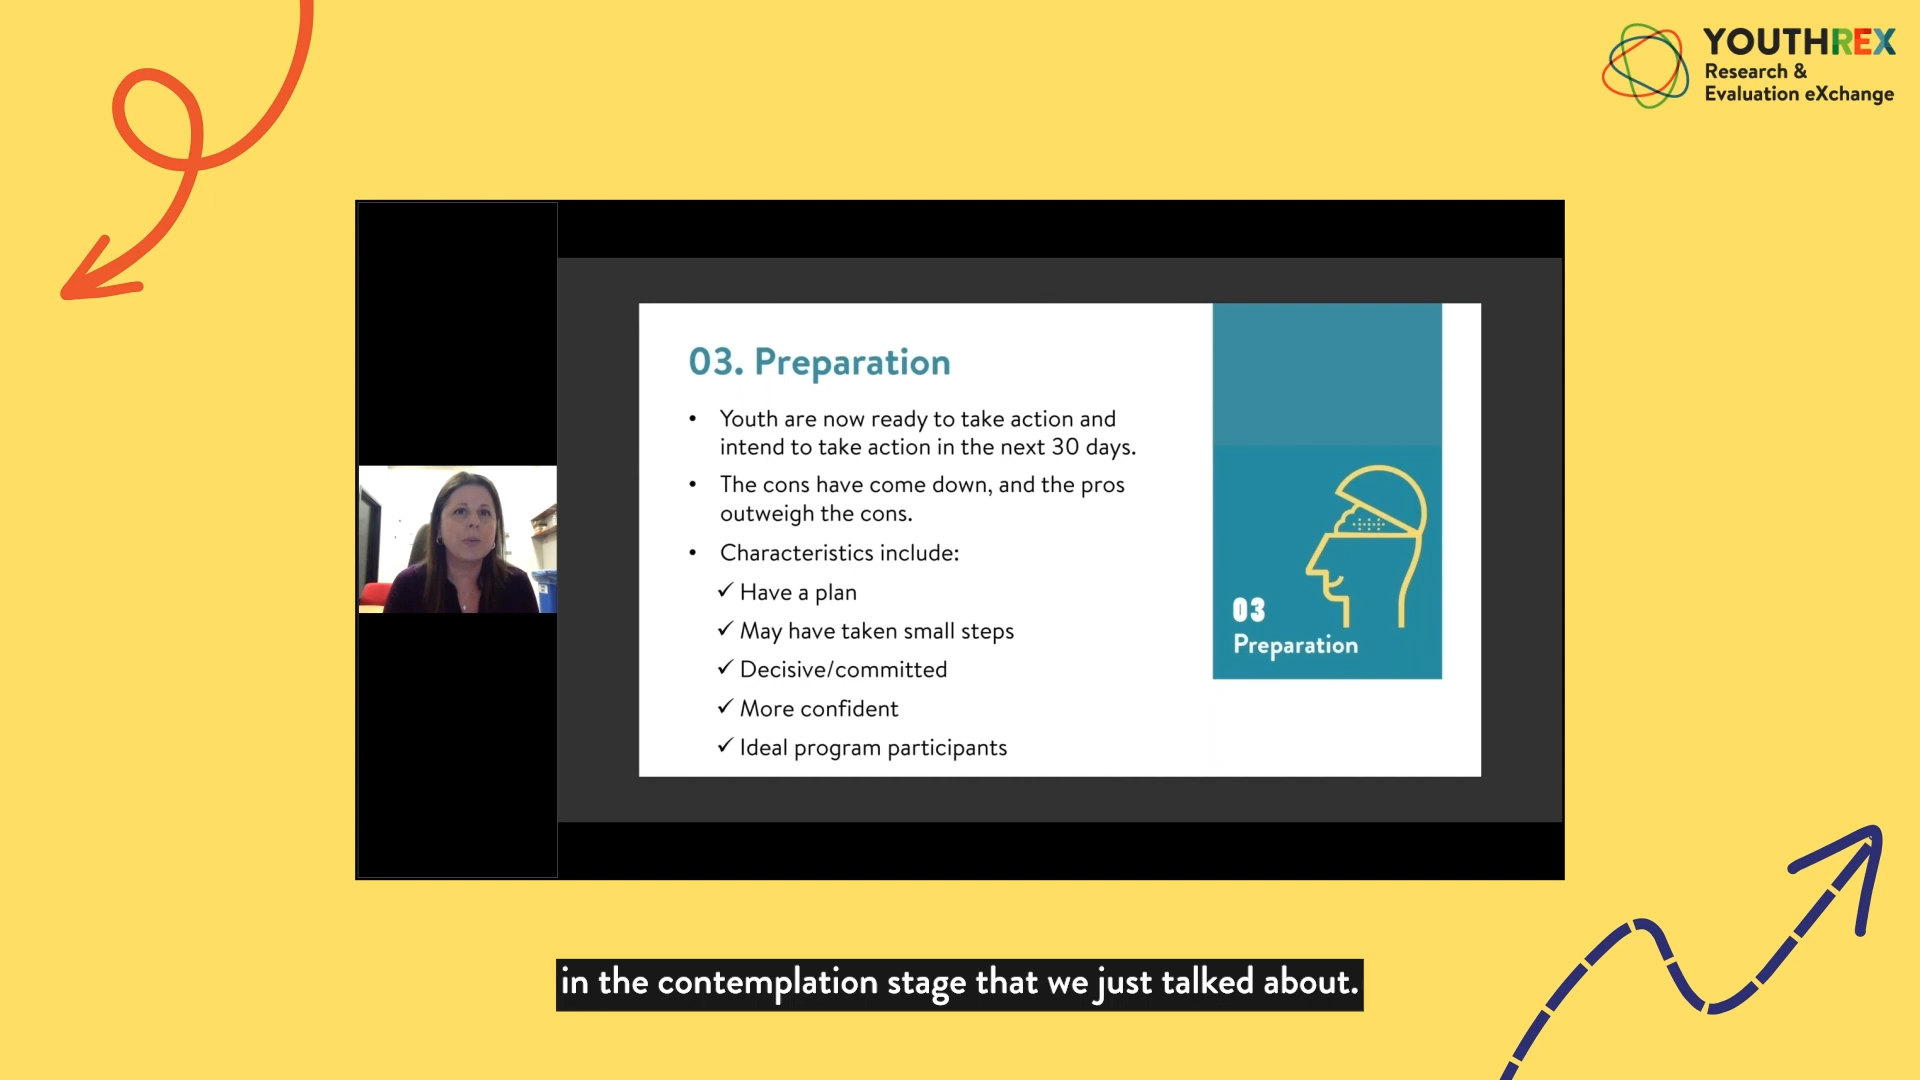 YOUTHREX
Research &
Evaluation eXchange
03. Preparation
• Youth are now ready to take action and
intend to take action in the next 30 days.
• The cons have come down, and the pros
outweigh the cons.
• Characteristics include:
✓ Have a plan
✓ May have taken small steps
✓ Decisive/committed
✓ More confident
✓ Ideal program participants
03
Preparation
in the contemplation stage that we just talked about.